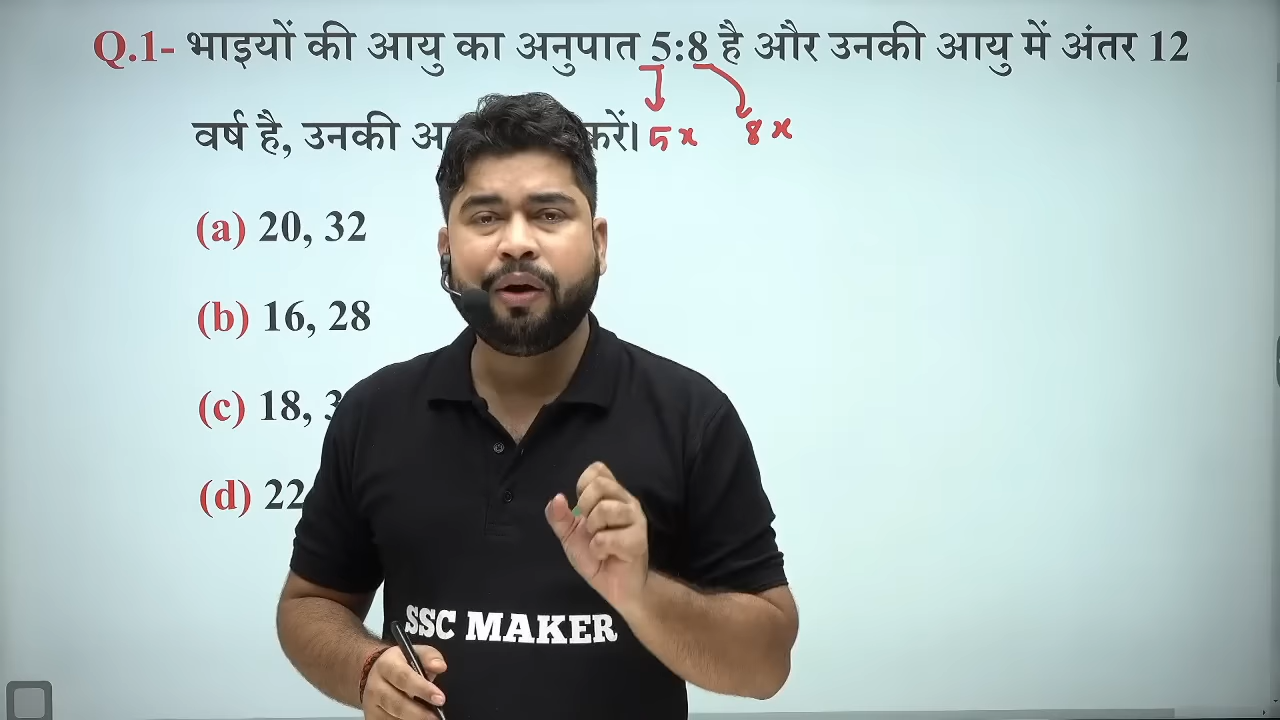 Q.1- भाइयों की आयु का अनुपात 5:8 है और उनकी आयु में अंतर 12
वर्ष है, उनकी करें। 5x 8x
(a) 20, 32
(b) 16, 28
(c) 18,
(d) 22
SSC MAKER